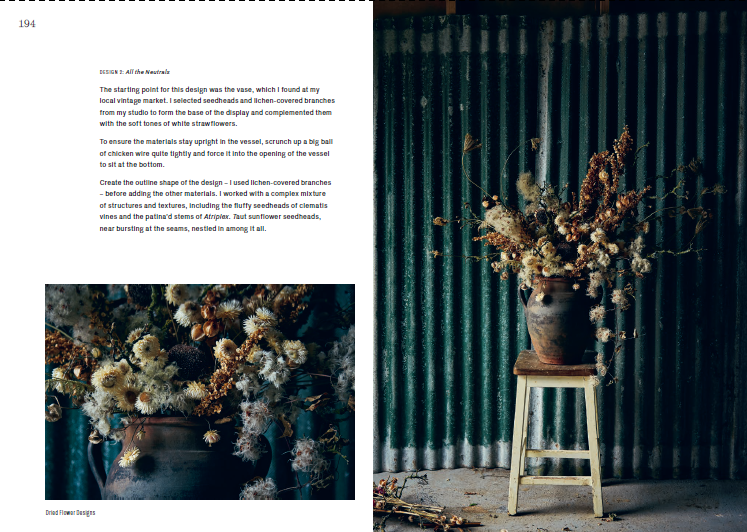 194
DESIGN 2: All the Neutrals
The starting point for this design was the vase, which I found at my
local vintage market. I selected seedheads and lichen-covered branches
from my studio to form the base of the display and complemented them
with the soft tones of white strawflowers.
To ensure the materials stay upright in the vessel, scrunch up a big ball
of chicken wire quite tightly and force it into the opening of the vessel
to sit at the bottom.
Create the outline shape of the design – I used lichen-covered branches
– before adding the other materials. I worked with a complex mixture
of structures and textures, including the fluffy seedheads of clematis
vines and the patina'd stems of Atriplex. Taut sunflower seedheads,
near bursting at the seams, nestled in among it all.
Dried Flower Designs